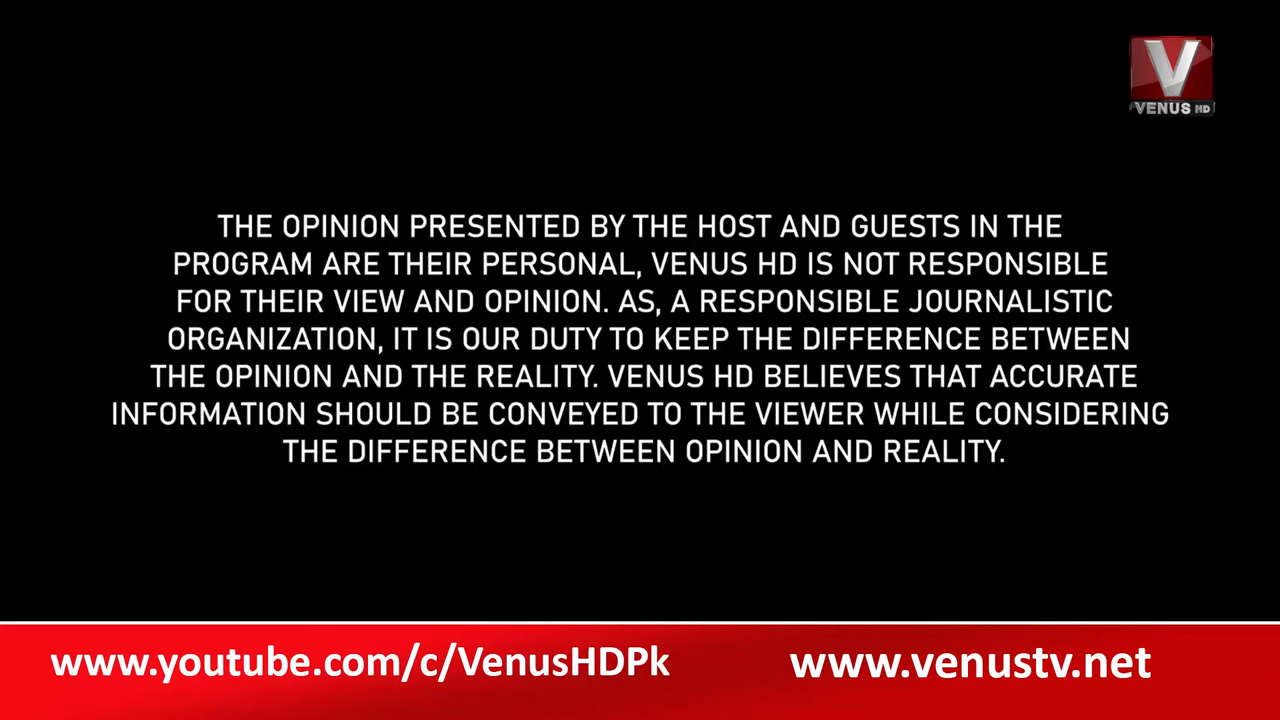 V
VENUS HD
THE OPINION PRESENTED BY THE HOST AND GUESTS IN THE
PROGRAM ARE THEIR PERSONAL, VENUS HD IS NOT RESPONSIBLE
FOR THEIR VIEW AND OPINION. AS, A RESPONSIBLE JOURNALISTIC
ORGANIZATION, IT IS OUR DUTY TO KEEP THE DIFFERENCE BETWEEN
THE OPINION AND THE REALITY. VENUS HD BELIEVES THAT ACCURATE
INFORMATION SHOULD BE CONVEYED TO THE VIEWER WHILE CONSIDERING
THE DIFFERENCE BETWEEN OPINION AND REALITY.
www.youtube.com/c/VenusHDPk www.venustv.net